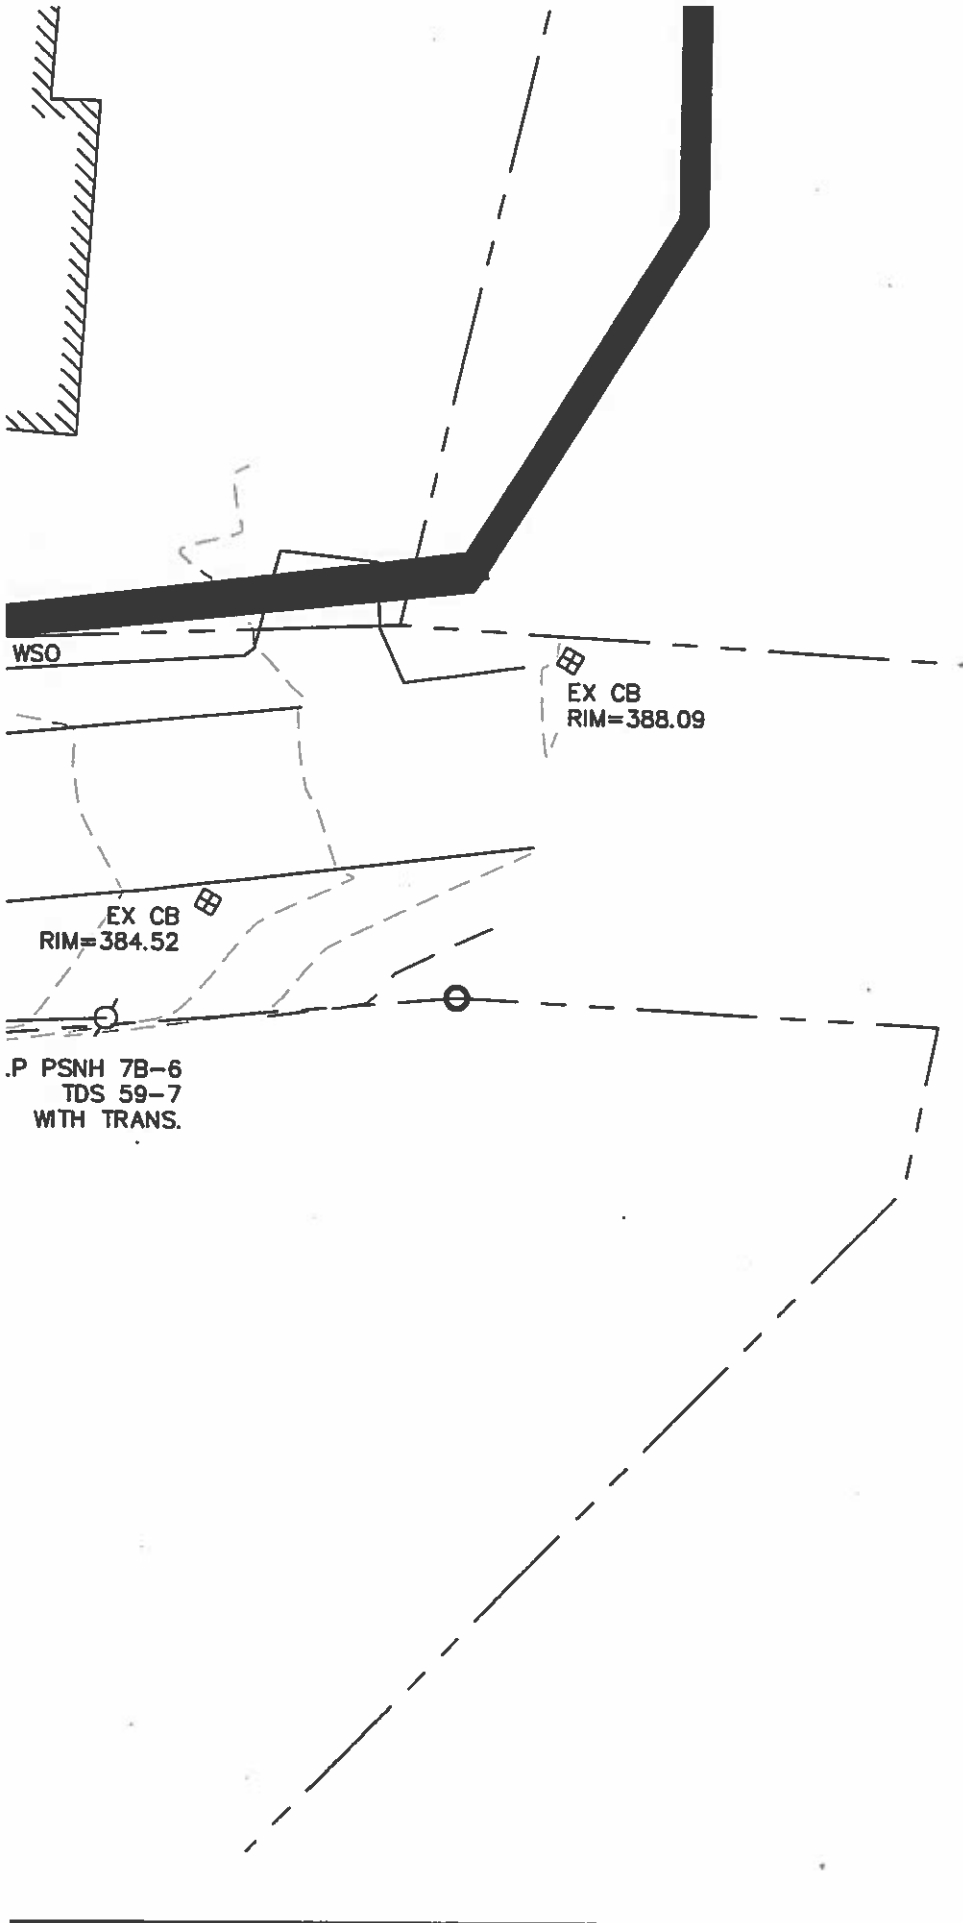 WSO
EX CB
RIM=388.09
EX CB
RIM=384.52
.P PSNH 7B-6
TDS 59-7
WITH TRANS.